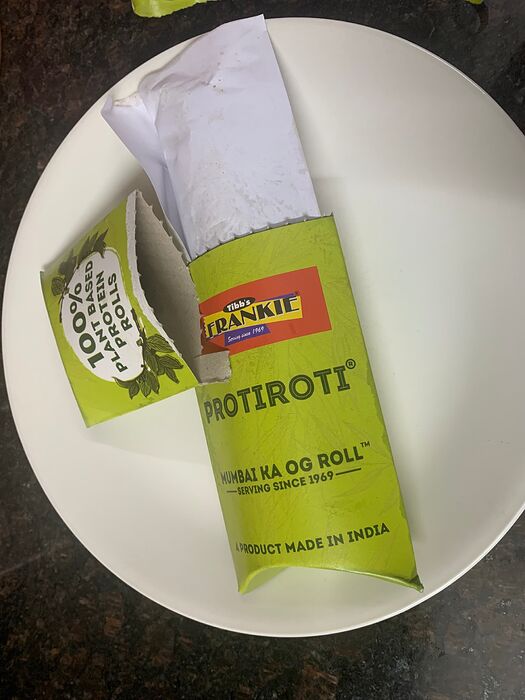 100%
PLANT BASED
PROTEIN
ROLLS
Tibb's
FRANKIE
Serving since 1969
PROTIROTI®
MUMBAI KA OG ROLL™
SERVING SINCE 1969
A PRODUCT MADE IN INDIA